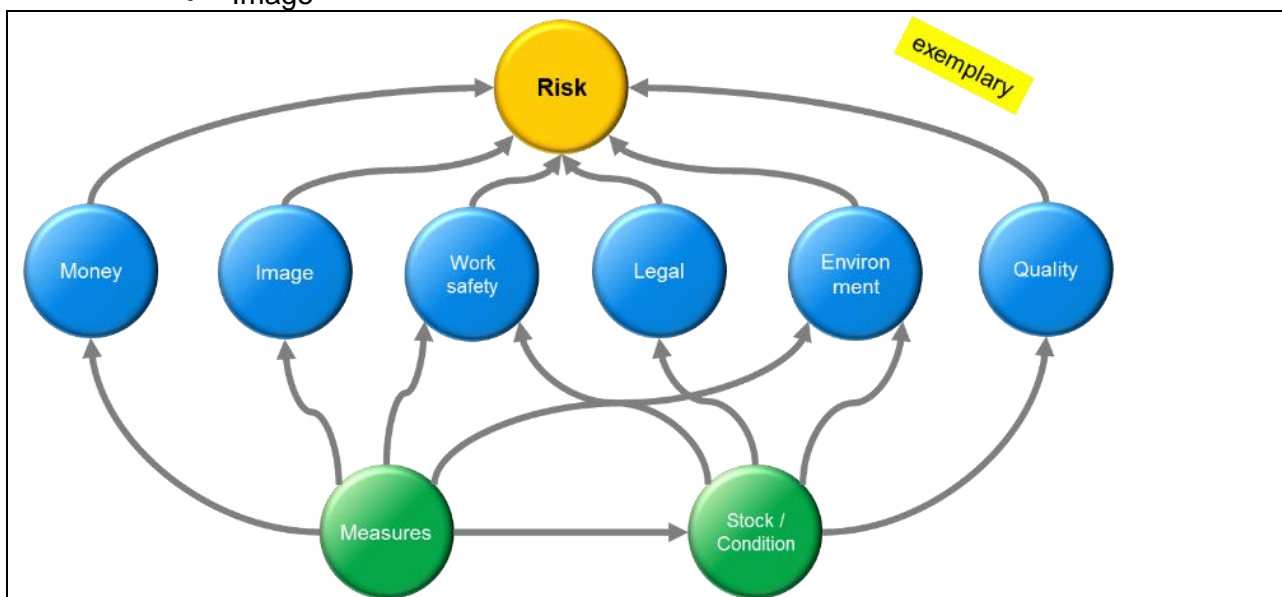 Image
exemplary
Risk
Money
Image
Work
safety
Legal
Environ
ment
Quality
Measures
Stock /
Condition